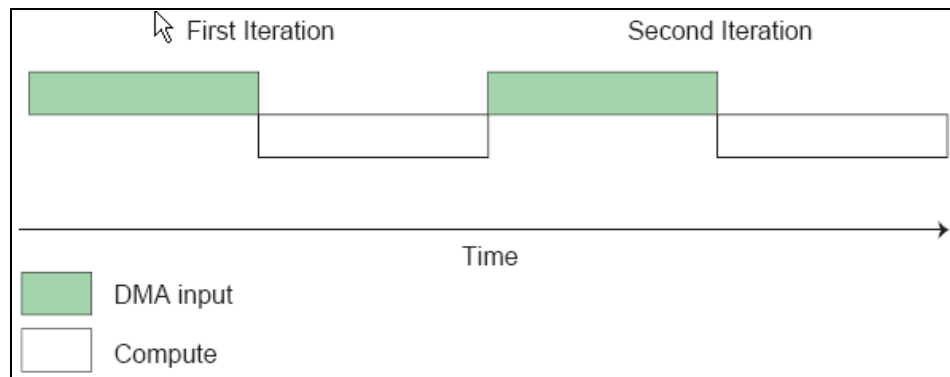 First Iteration
Second Iteration
Time
DMA input
Compute